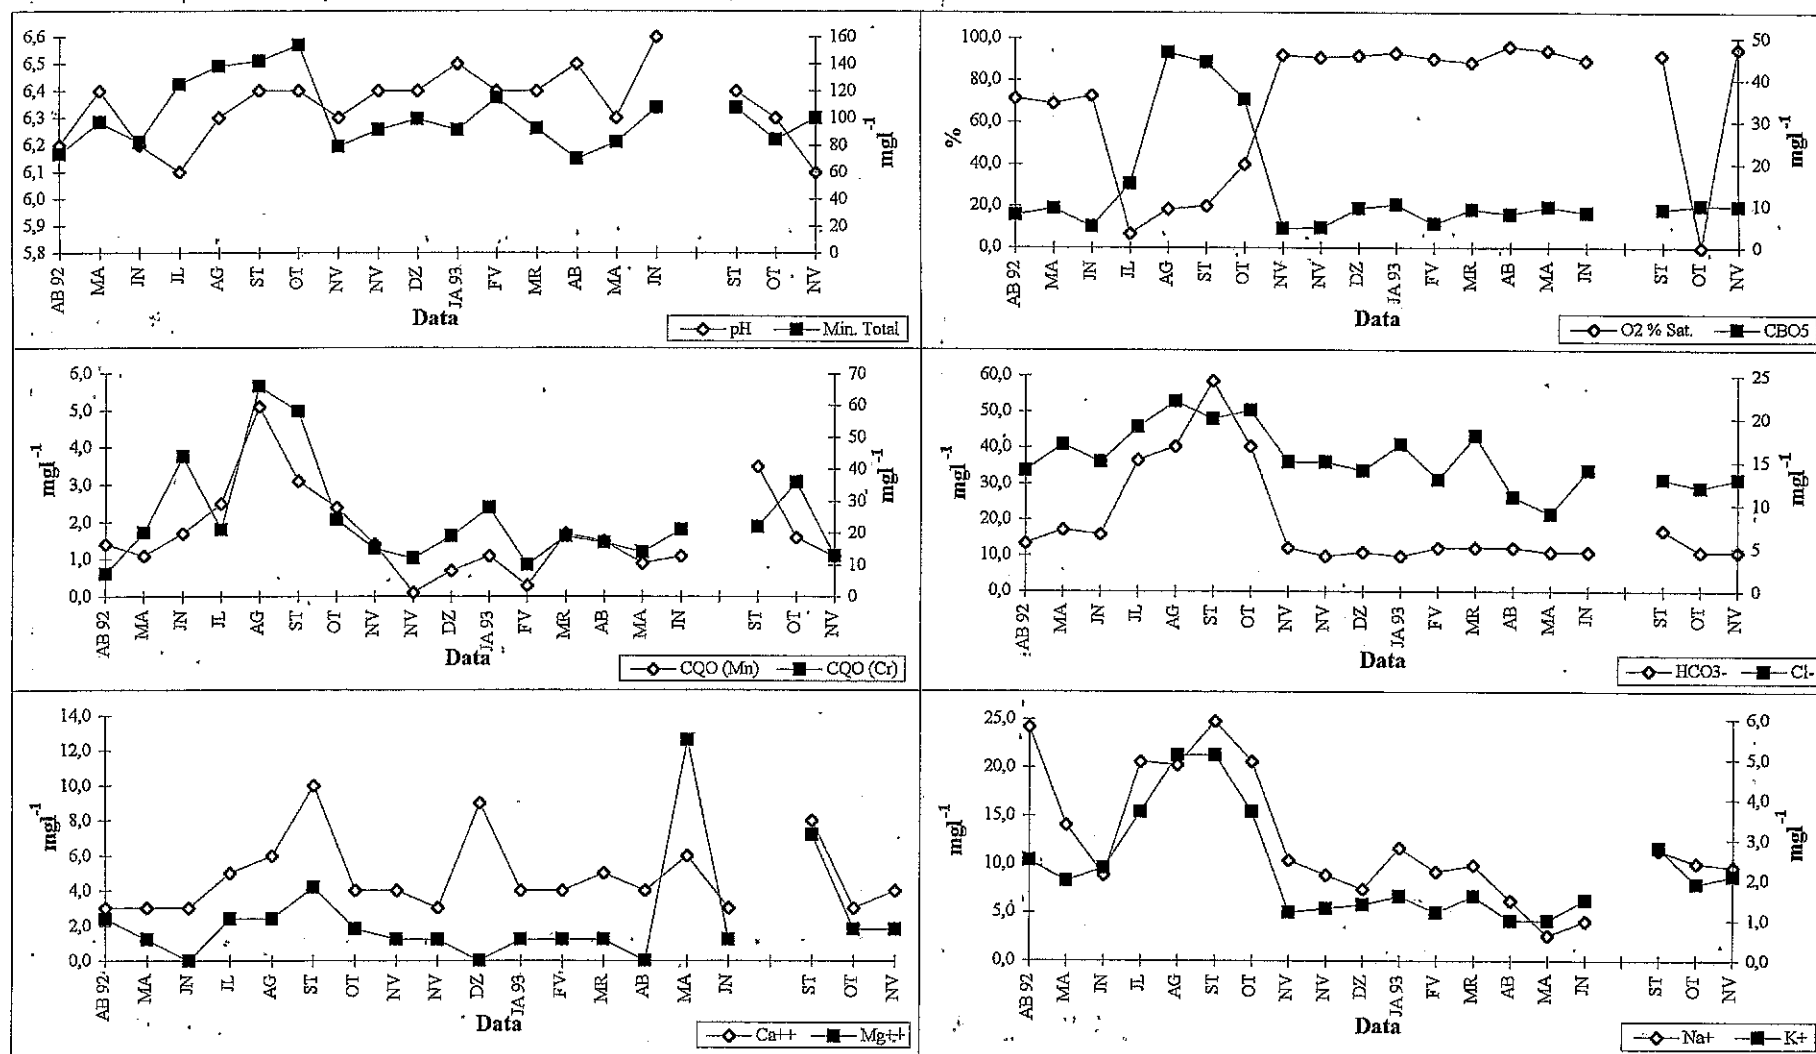 6,6
6,5
6,4
6,3
6,2
6,1
6,0
5,9
5,8
160
140
120
100
80
60
40
20
0
mgl-1
AB 92
MA
JN
JL
AG
ST
OT
NV
NV
DZ
JA 93
FV
MR
AB
MA
JN
ST
OT
NV
Data
pH Min. Total
100,0
80,0
60,0
40,0
20,0
0,0
%
50
40
30
20
10
0
mgl-1
AB 92
MA
JN
JL
AG
ST
OT
NV
NV
DZ
JA 93
FV
MR
AB
MA
JN
ST
OT
NV
Data
O2 % Sat. CBO5
6,0
5,0
4,0
3,0
2,0
1,0
0,0
mgl-1
70
60
50
40
30
20
10
0
mgl-1
AB 92
MA
JN
JL
AG
ST
OT
NV
NV
DZ
JA 93
FV
MR
AB
MA
JN
ST
OT
NV
Data
CQO (Mn) CQO (Cr)
60,0
50,0
40,0
30,0
20,0
10,0
0,0
mgl-1
25
20
15
10
5
0
mgl-1
AB 92
MA
JN
JL
AG
ST
OT
NV
NV
DZ
JA 93
FV
MR
AB
MA
JN
ST
OT
NV
Data
HCO3- Cl-
14,0
12,0
10,0
8,0
6,0
4,0
2,0
0,0
mgl-1
AB 92
MA
JN
JL
AG
ST
OT
NV
NV
DZ
JA 93
FV
MR
AB
MA
JN
ST
OT
NV
Data
Ca++ Mg++
25,0
20,0
15,0
10,0
5,0
0,0
mgl-1
6,0
5,0
4,0
3,0
2,0
1,0
0,0
mgl-1
AB 92
MA
JN
JL
AG
ST
OT
NV
NV
DZ
JA 93
FV
MR
AB
MA
JN
ST
OT
NV
Data
Na+ K+